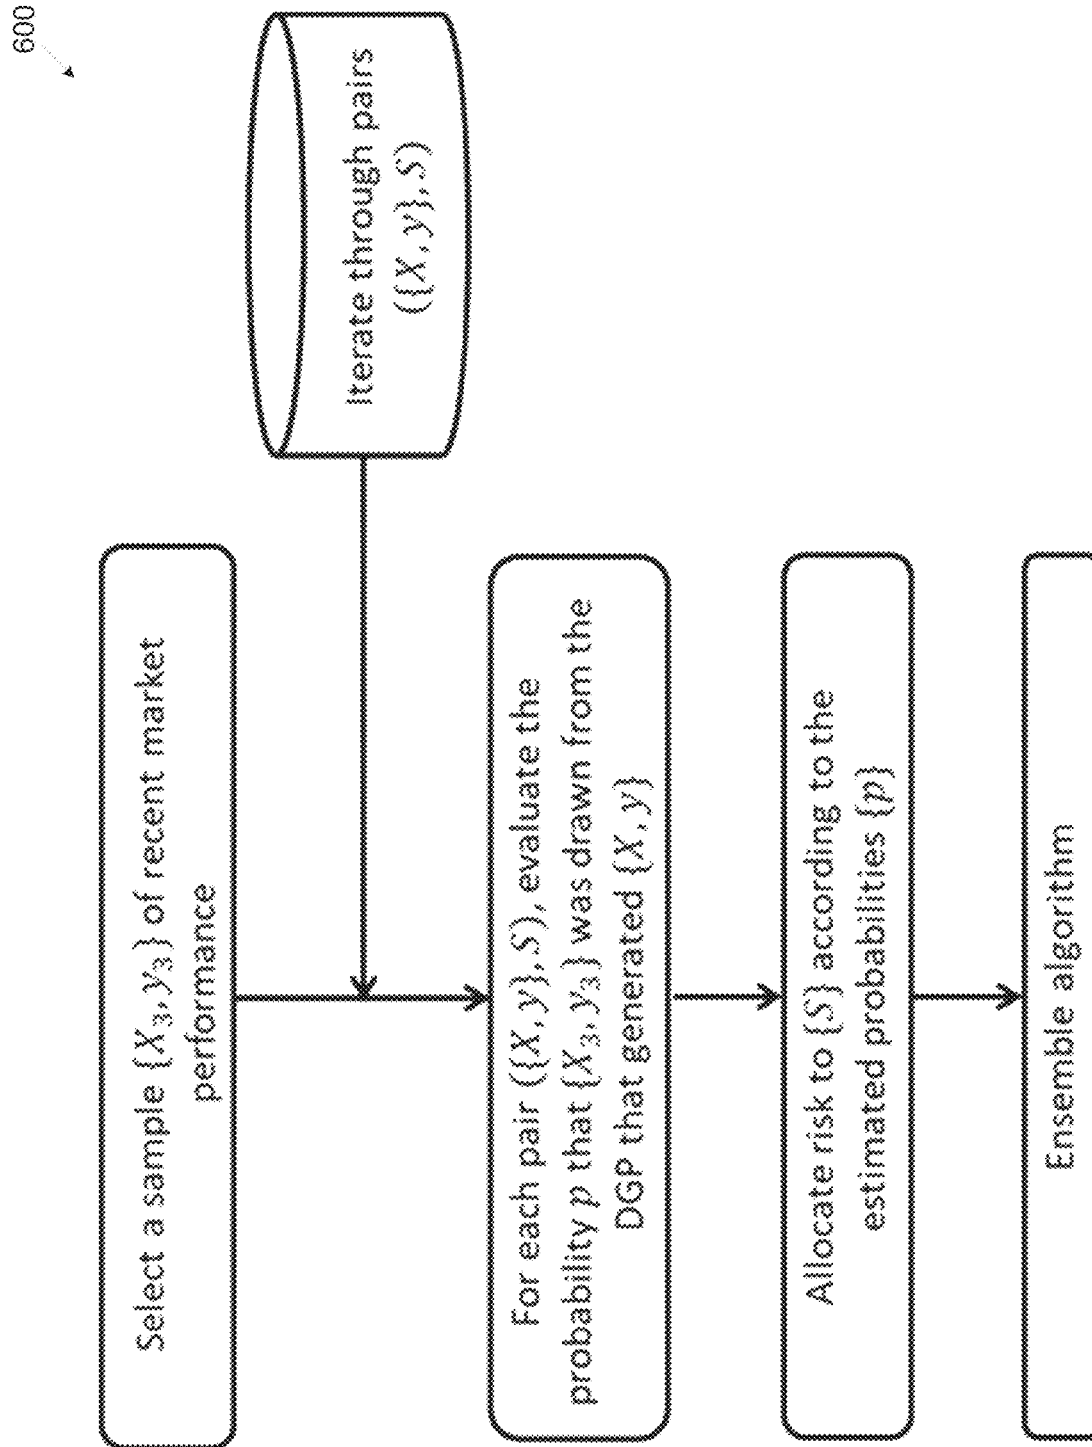 600
Select a sample {X₃, y₃} of recent market
performance
Iterate through pairs
({X, y}, S)
For each pair ({X, y}, S), evaluate the
probability p that {X₃, y₃} was drawn from the
DGP that generated {X, y}
Allocate risk to {S} according to the
estimated probabilities {p}
Ensemble algorithm